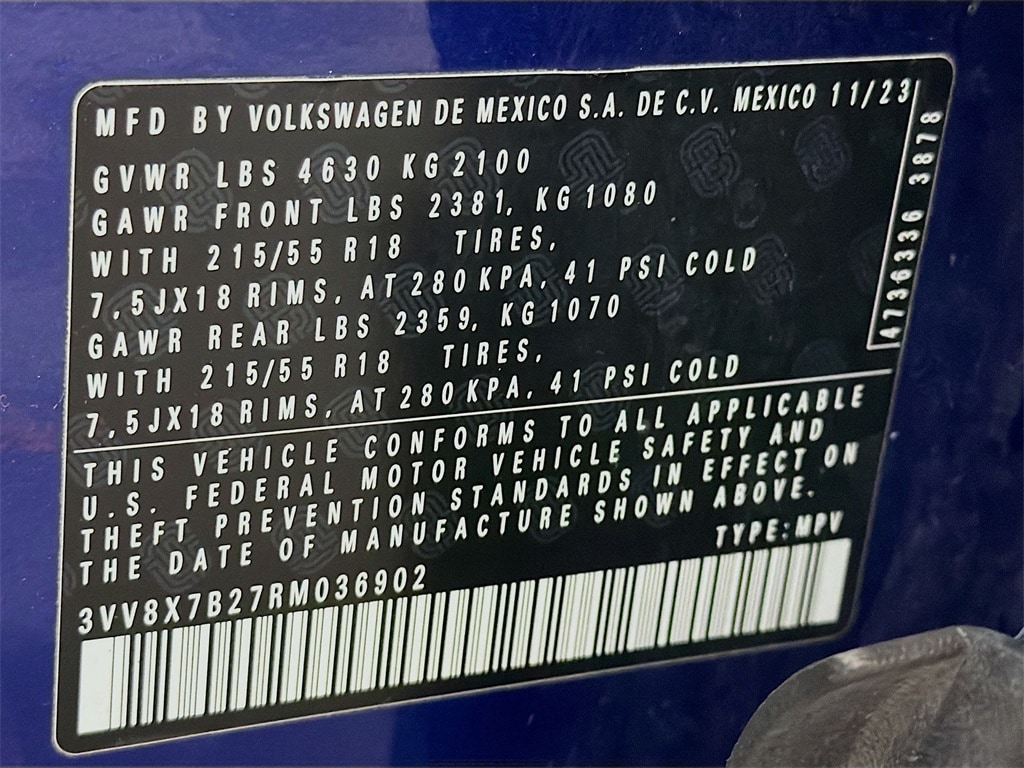 MFD BY VOLKSWAGEN DE MEXICO S.A. DE C.V. MEXICO 11/23
GVWR LBS 4630 KG 2100
GAWR FRONT LBS 2381, KG 1080
WITH 215/55 R18 TIRES,
7,5JX18 RIMS, AT 280 KPA, 41 PSI COLD
GAWR REAR LBS 2359, KG 1070
WITH 215/55 R18 TIRES,
7,5JX18 RIMS, AT 280 KPA, 41 PSI COLD
4736336 3878
THIS VEHICLE CONFORMS TO ALL APPLICABLE
U.S. FEDERAL MOTOR VEHICLE SAFETY AND
THEFT PREVENTION STANDARDS IN EFFECT ON
THE DATE OF MANUFACTURE SHOWN ABOVE.
TYPE: MPV
3VV8X7B27RM036902